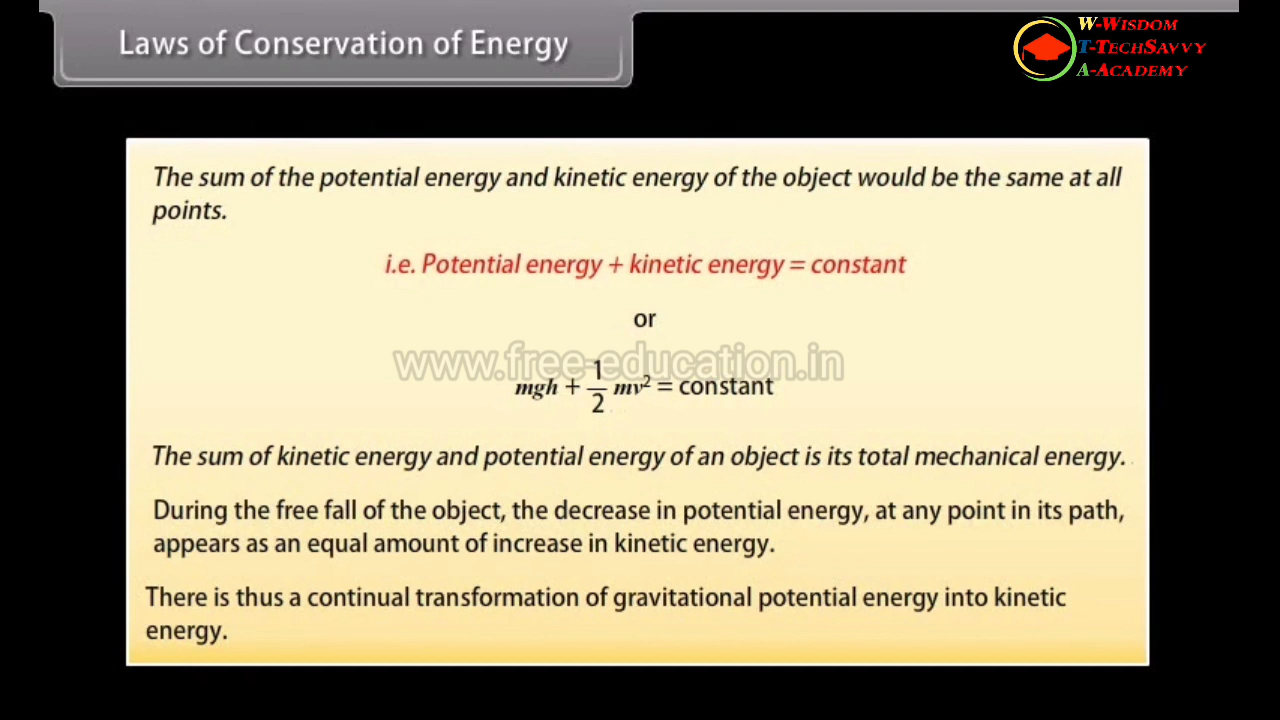 Laws of Conservation of Energy
W-Wisdom
T-TechSavvy
A-Academy
The sum of the potential energy and kinetic energy of the object would be the same at all
points.
i.e. Potential energy + kinetic energy = constant
or
www.free-education.in
mgh + 1/2 mv² = constant
The sum of kinetic energy and potential energy of an object is its total mechanical energy.
During the free fall of the object, the decrease in potential energy, at any point in its path,
appears as an equal amount of increase in kinetic energy.
There is thus a continual transformation of gravitational potential energy into kinetic
energy.